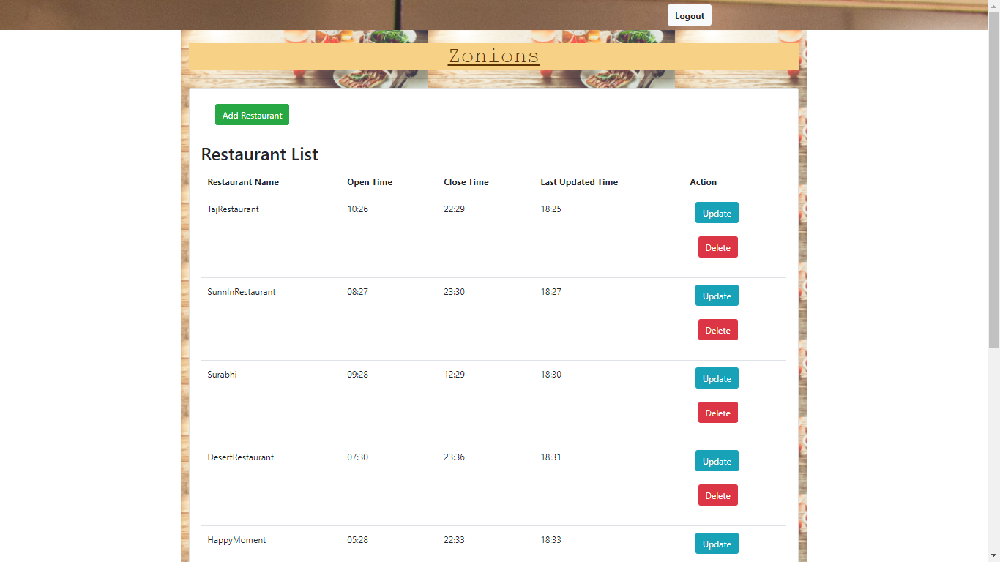 Logout
Zonions
Add Restaurant
Restaurant List
Restaurant Name Open Time Close Time Last Updated Time Action
TajRestaurant 10:26 22:29 18:25 Update
Delete
SunnInRestaurant 08:27 23:30 18:27 Update
Delete
Surabhi 09:28 12:29 18:30 Update
Delete
DesertRestaurant 07:30 23:36 18:31 Update
Delete
HappyMoment 05:28 22:33 18:33 Update